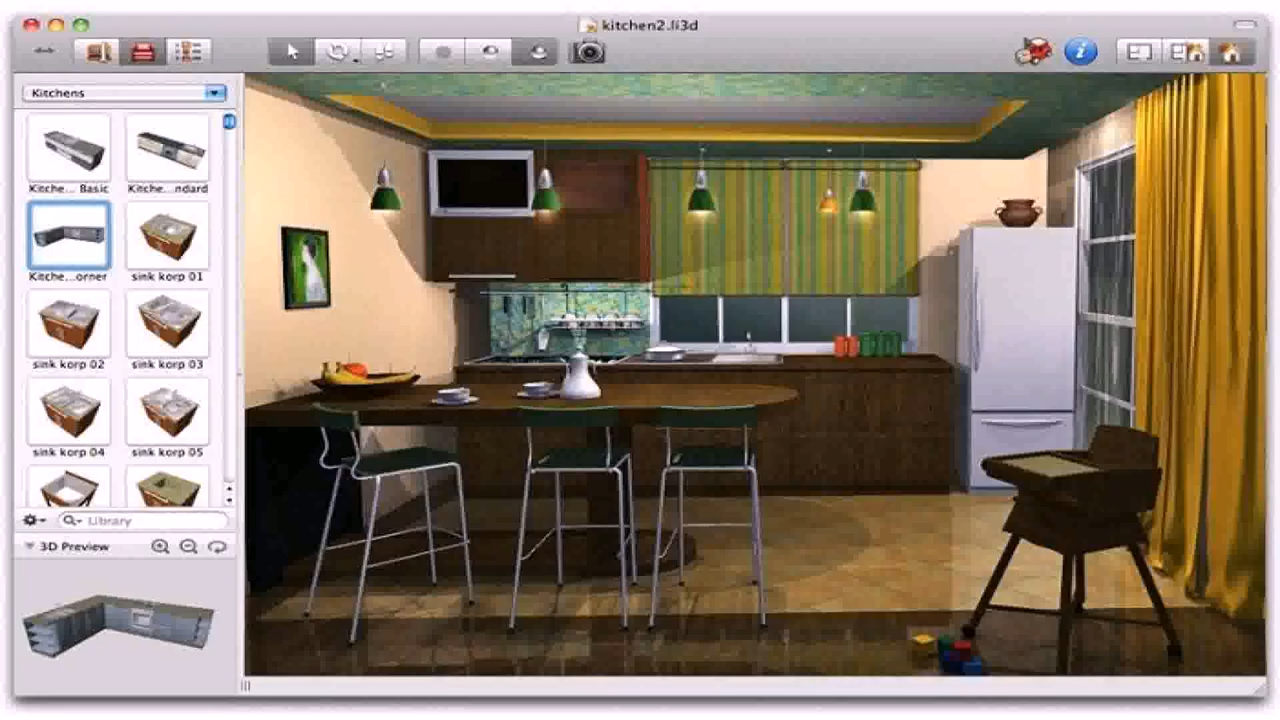 kitchen2.li3d
Kitchens
Kitche... Basic
Kitche...ndard
Kitche...orner
sink korp 01
sink korp 02
sink korp 03
sink korp 04
sink korp 05
Library
3D Preview